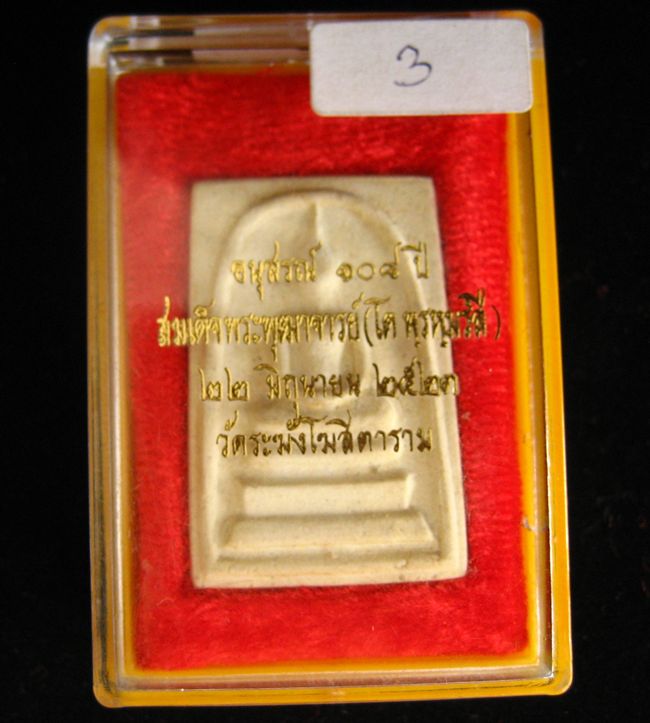 3
อนุสรณ์ ๑๐๘ ปี
สมเด็จพระพุฒาจารย์ (โต พฺรหฺมรํสี)
๒๒ มิถุนายน ๒๕๒๓
วัดระฆังโฆสิตาราม